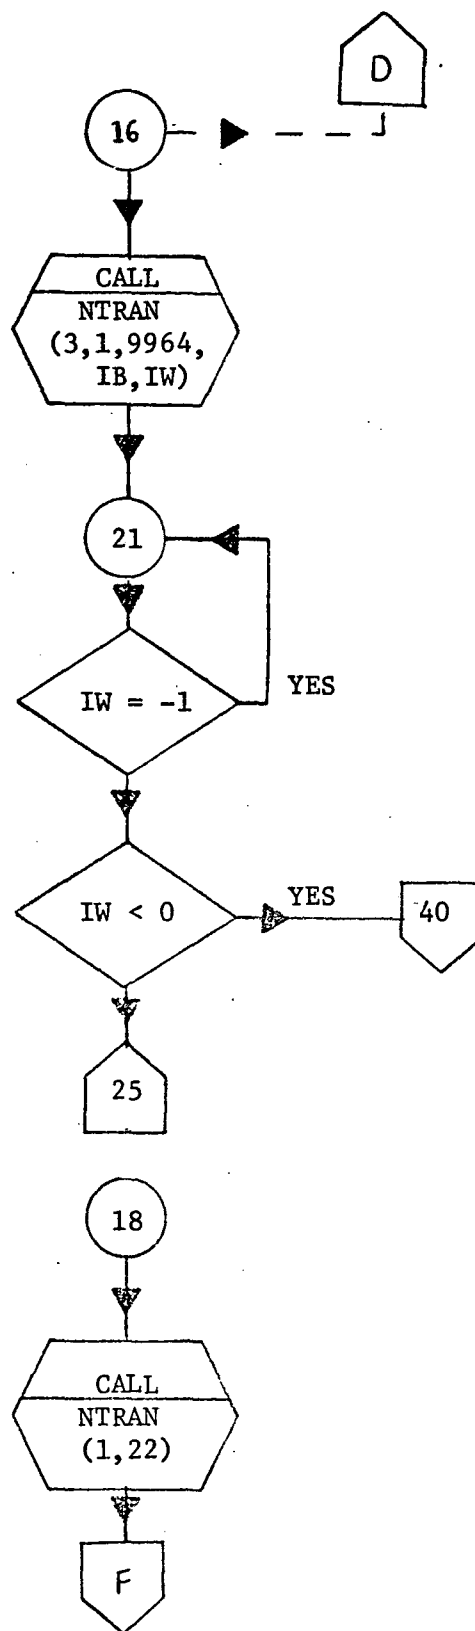 D
16
CALL
NTRAN
(3,1,9964,
IB,IW)
21
IW = -1
YES
IW < 0
YES
40
25
18
CALL
NTRAN
(1,22)
F